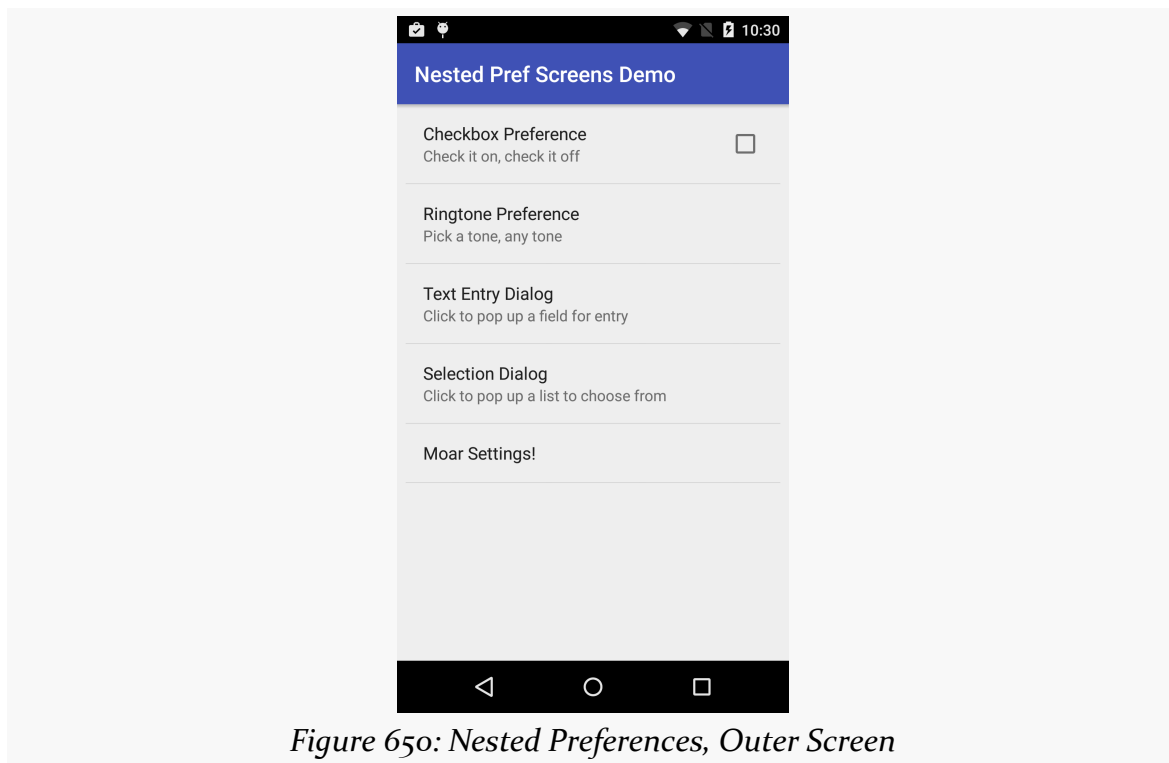 10:30
Nested Pref Screens Demo
Checkbox Preference
Check it on, check it off
Ringtone Preference
Pick a tone, any tone
Text Entry Dialog
Click to pop up a field for entry
Selection Dialog
Click to pop up a list to choose from
Moar Settings!
Figure 650: Nested Preferences, Outer Screen